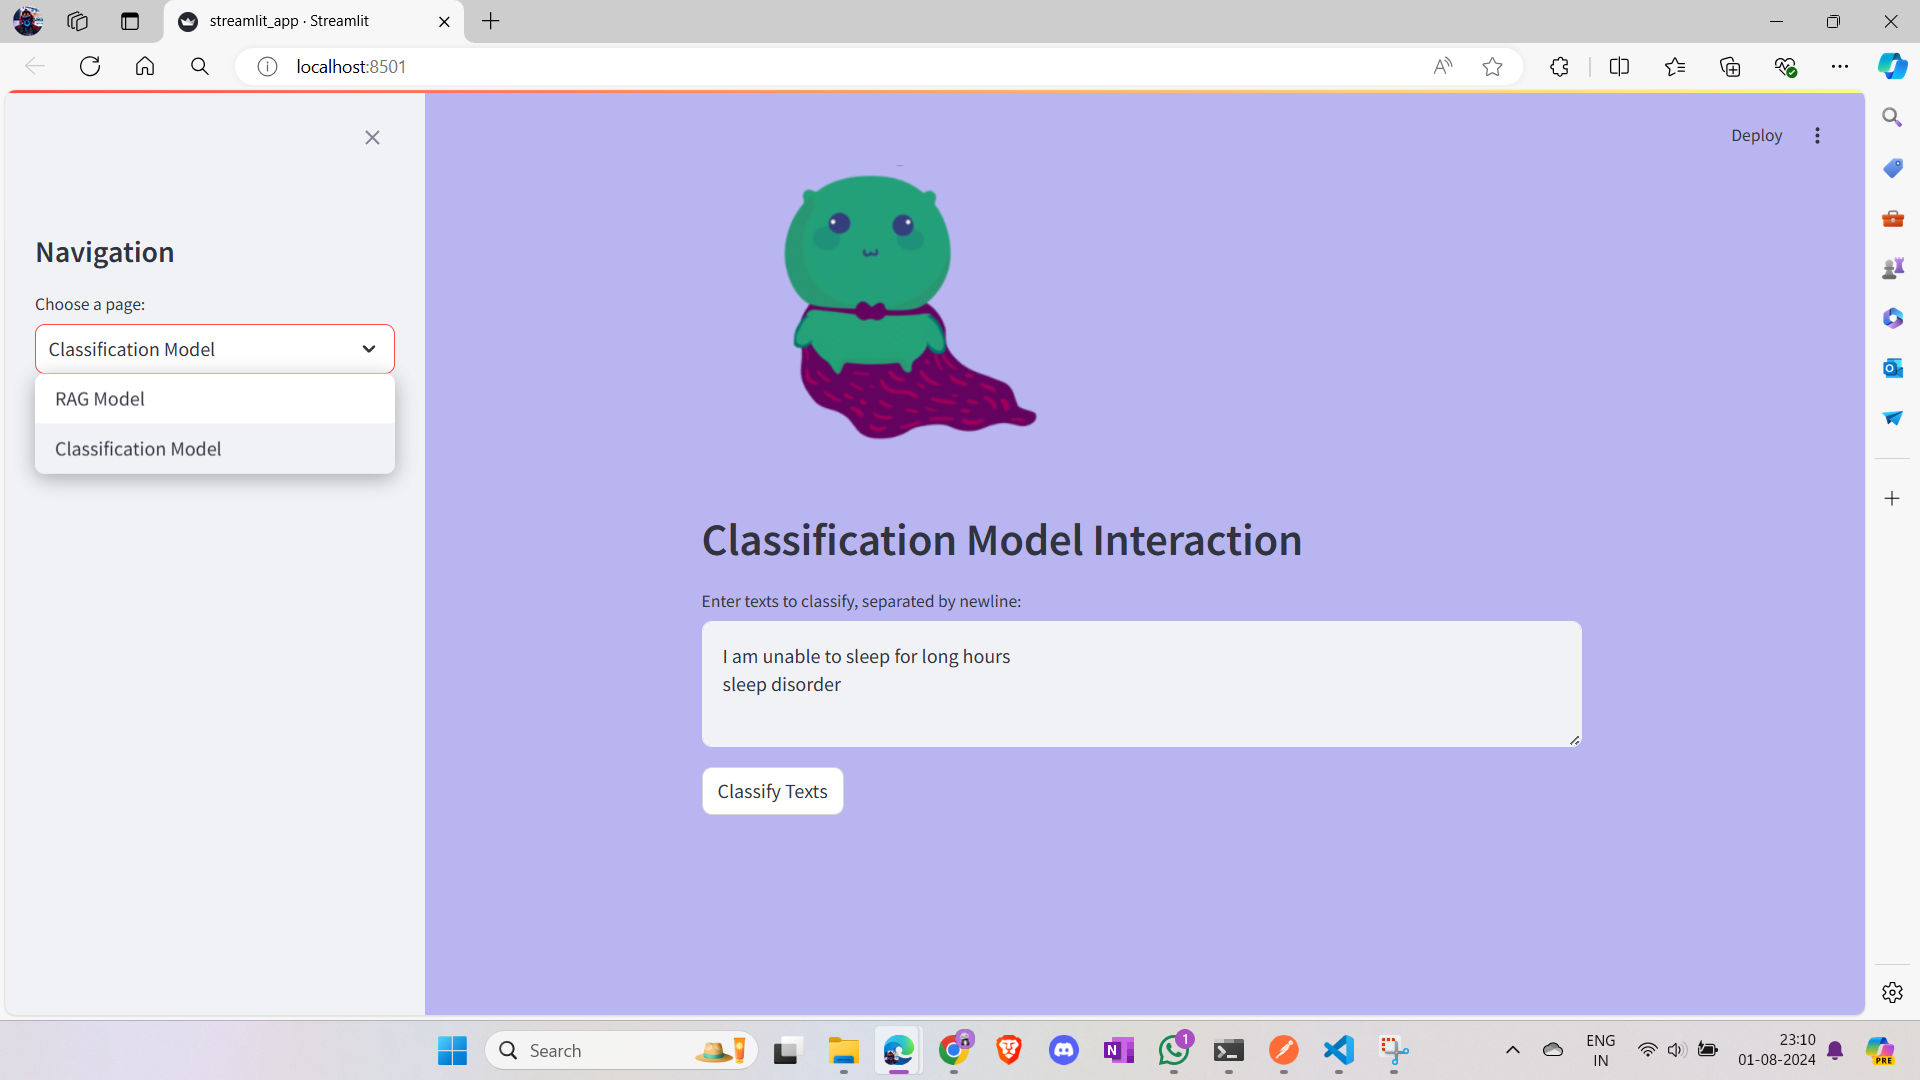 streamlit_app · Streamlit
localhost:8501
Deploy
Navigation
Choose a page:
Classification Model
RAG Model
Classification Model
Classification Model Interaction
Enter texts to classify, separated by newline:
I am unable to sleep for long hours
sleep disorder
Classify Texts
Search
1
ENG
IN
23:10
01-08-2024
PRE